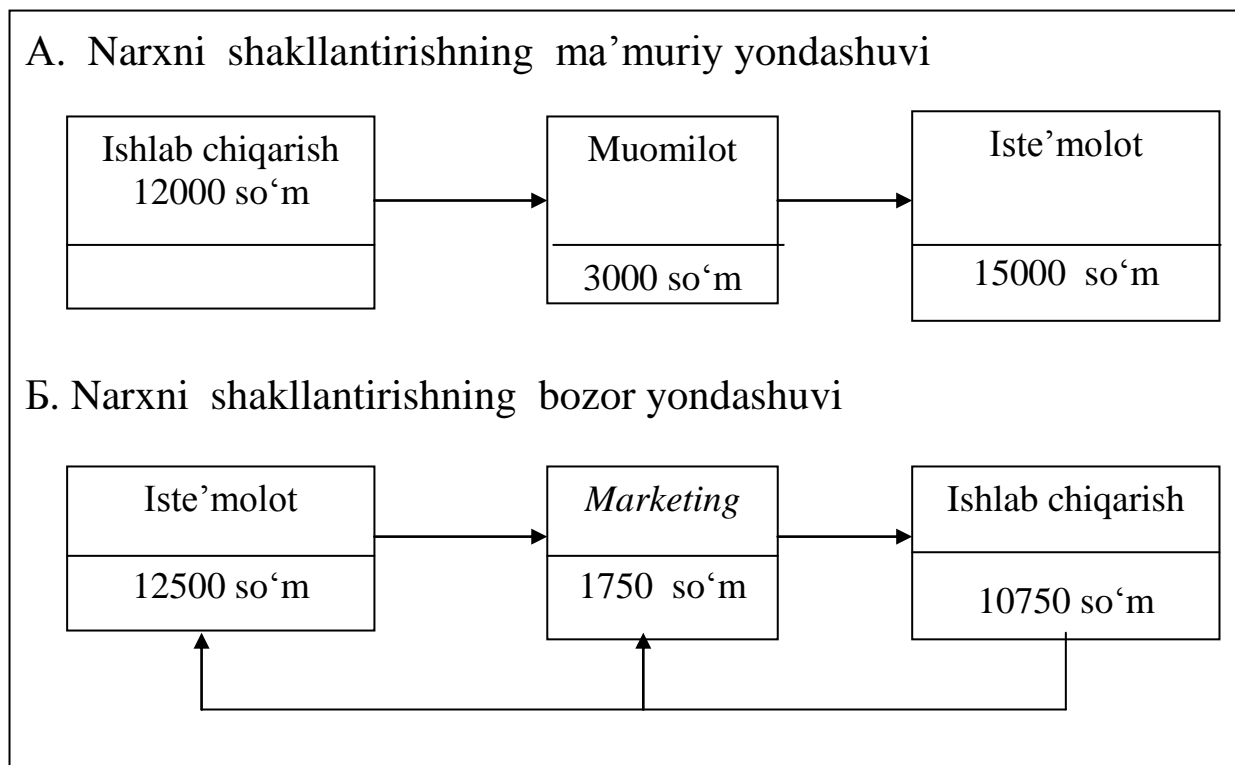 А. Narxni shakllantirishning ma’muriy yondashuvi
Ishlab chiqarish
12000 so‘m
Muomilot
3000 so‘m
Iste’molot
15000 so‘m
Б. Narxni shakllantirishning bozor yondashuvi
Iste’molot
12500 so‘m
Marketing
1750 so‘m
Ishlab chiqarish
10750 so‘m